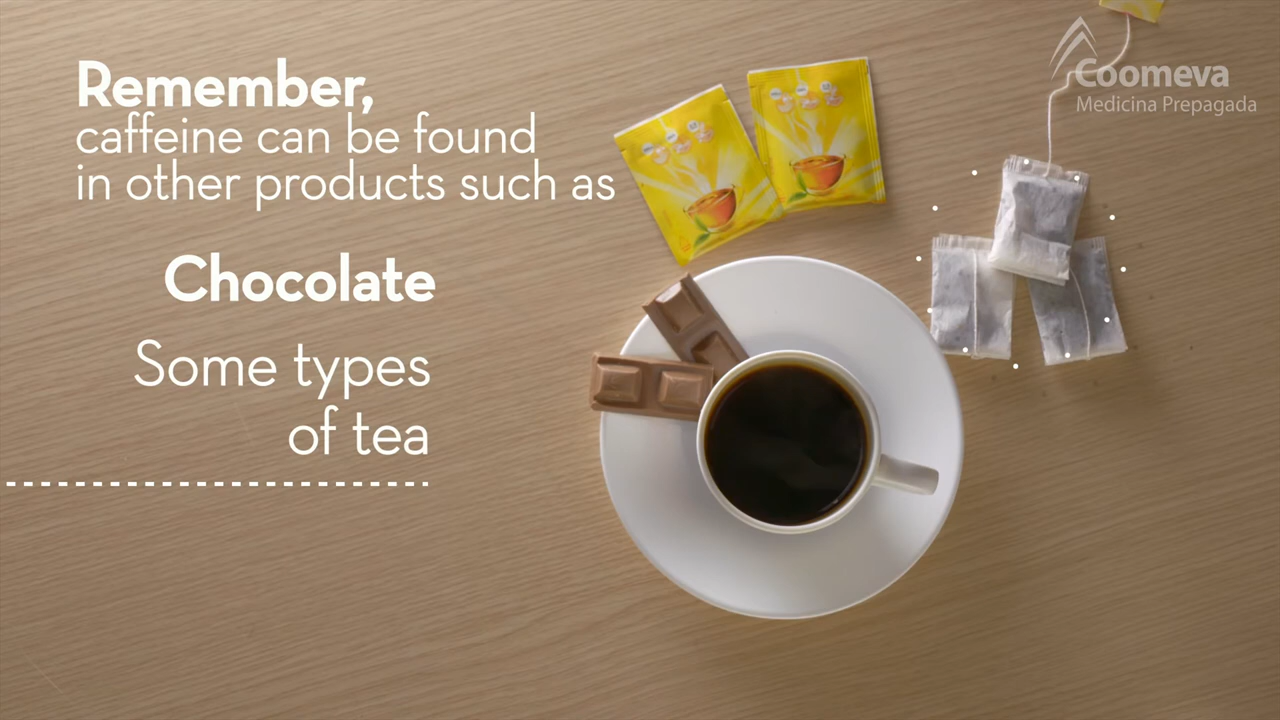 Remember,
caffeine can be found
in other products such as
Chocolate
Some types
of tea
Coomeva
Medicina Prepagada